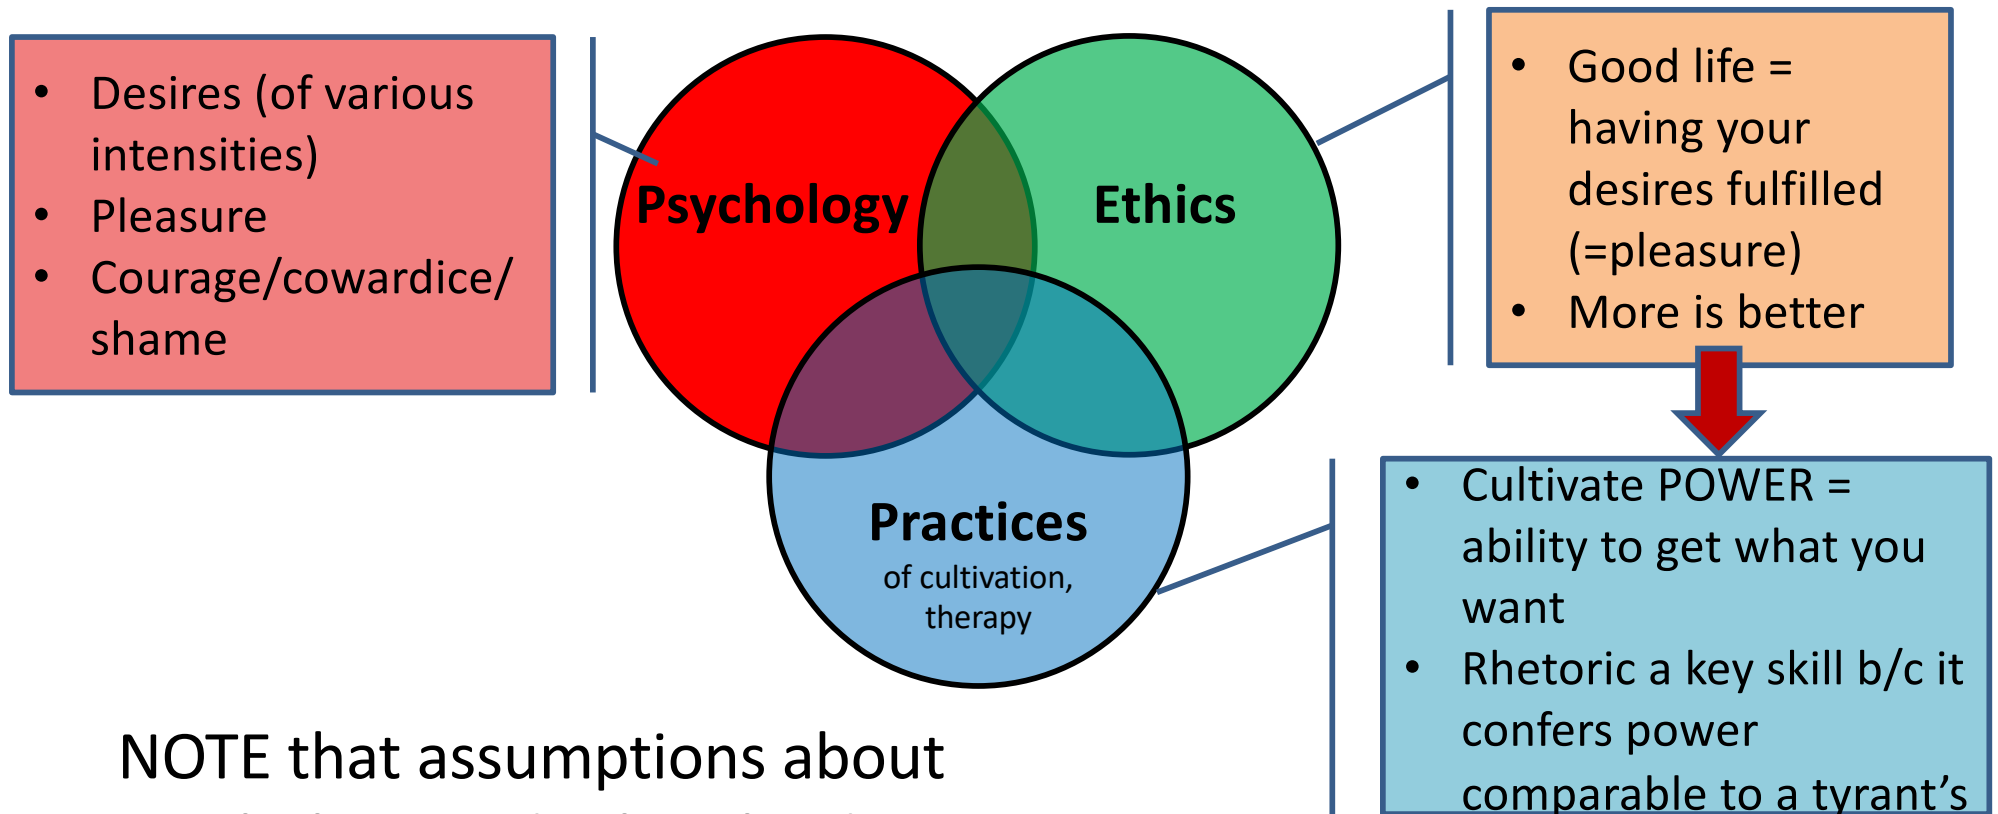 • Desires (of various
intensities)
• Pleasure
• Courage/cowardice/
shame
Psychology
Ethics
Practices
of cultivation,
therapy
• Good life =
having your
desires fulfilled
(=pleasure)
• More is better
• Cultivate POWER =
ability to get what you
want
• Rhetoric a key skill b/c it
confers power
comparable to a tyrant’s
NOTE that assumptions about